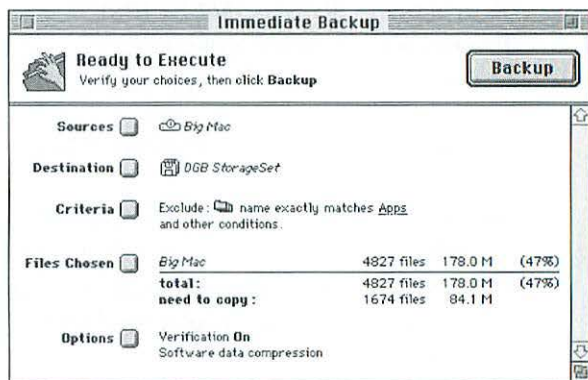 Immediate Backup
Ready to Execute
Verify your choices, then click Backup
Backup
Sources Big Mac
Destination DGB StorageSet
Criteria Exclude: name exactly matches Apps
and other conditions.
Files Chosen Big Mac 4827 files 178.0 M (47%)
total: 4827 files 178.0 M (47%)
need to copy: 1674 files 84.1 M
Options Verification On
Software data compression